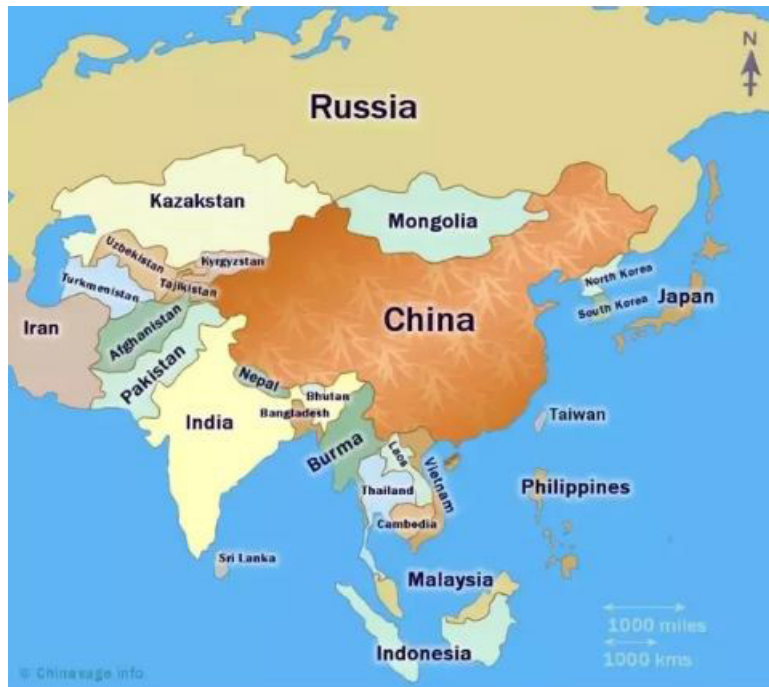 N
Russia
Kazakstan
Mongolia
Uzbekistan
Kyrgyzstan
Turkmenistan
Tajikistan
North Korea
South Korea
Japan
Iran
Afghanistan
China
Pakistan
Nepal
Bhutan
Bangladesh
India
Taiwan
Burma
Laos
Vietnam
Thailand
Philippines
Cambodia
Sri Lanka
Malaysia
1000 miles
Indonesia
1000 kms
© Chinasage info